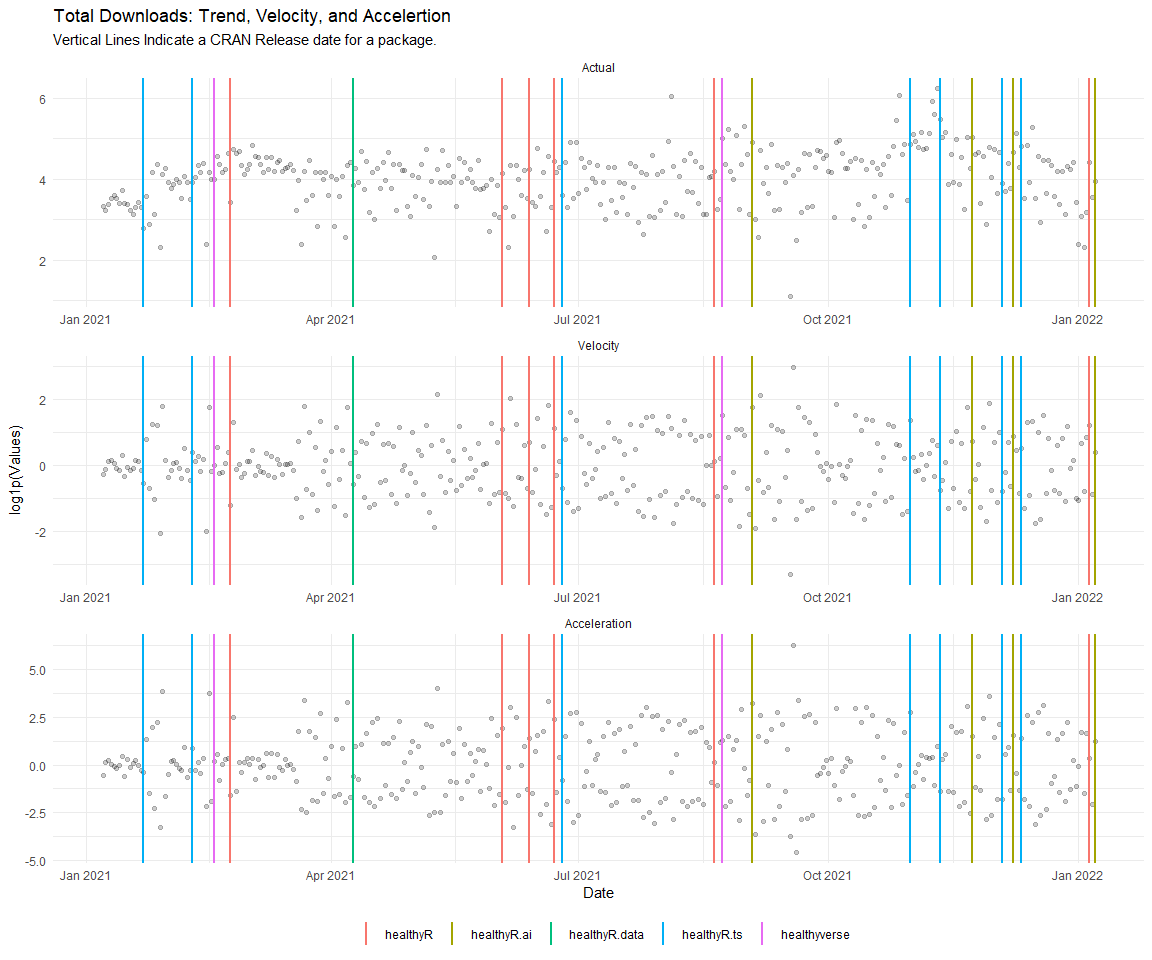 Total Downloads: Trend, Velocity, and Accelertion
Vertical Lines Indicate a CRAN Release date for a package.
Actual
6
4
2
Jan 2021 Apr 2021 Jul 2021 Oct 2021 Jan 2022
Velocity
log1p(Values)
2
0
-2
Jan 2021 Apr 2021 Jul 2021 Oct 2021 Jan 2022
Acceleration
5.0
2.5
0.0
-2.5
-5.0
Jan 2021 Apr 2021 Jul 2021 Oct 2021 Jan 2022
Date
healthyR healthyR.ai healthyR.data healthyR.ts healthyverse